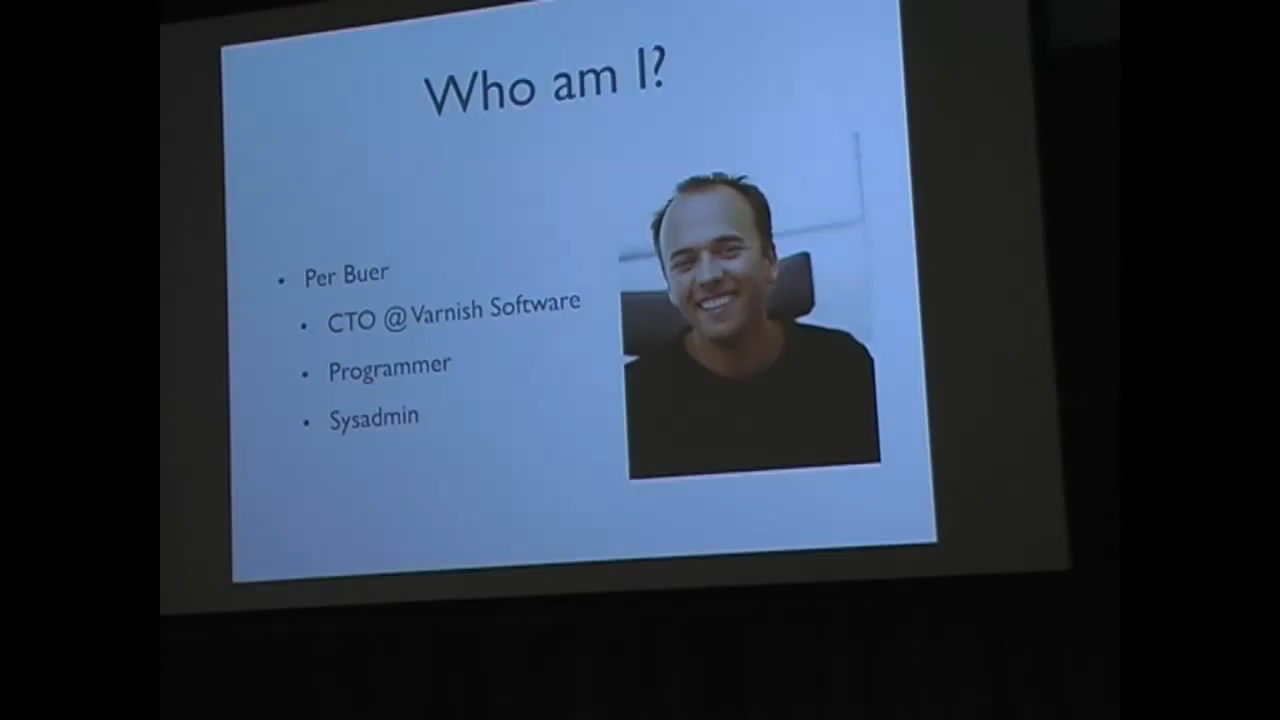 Who am I?
• Per Buer
• CTO @ Varnish Software
• Programmer
• Sysadmin